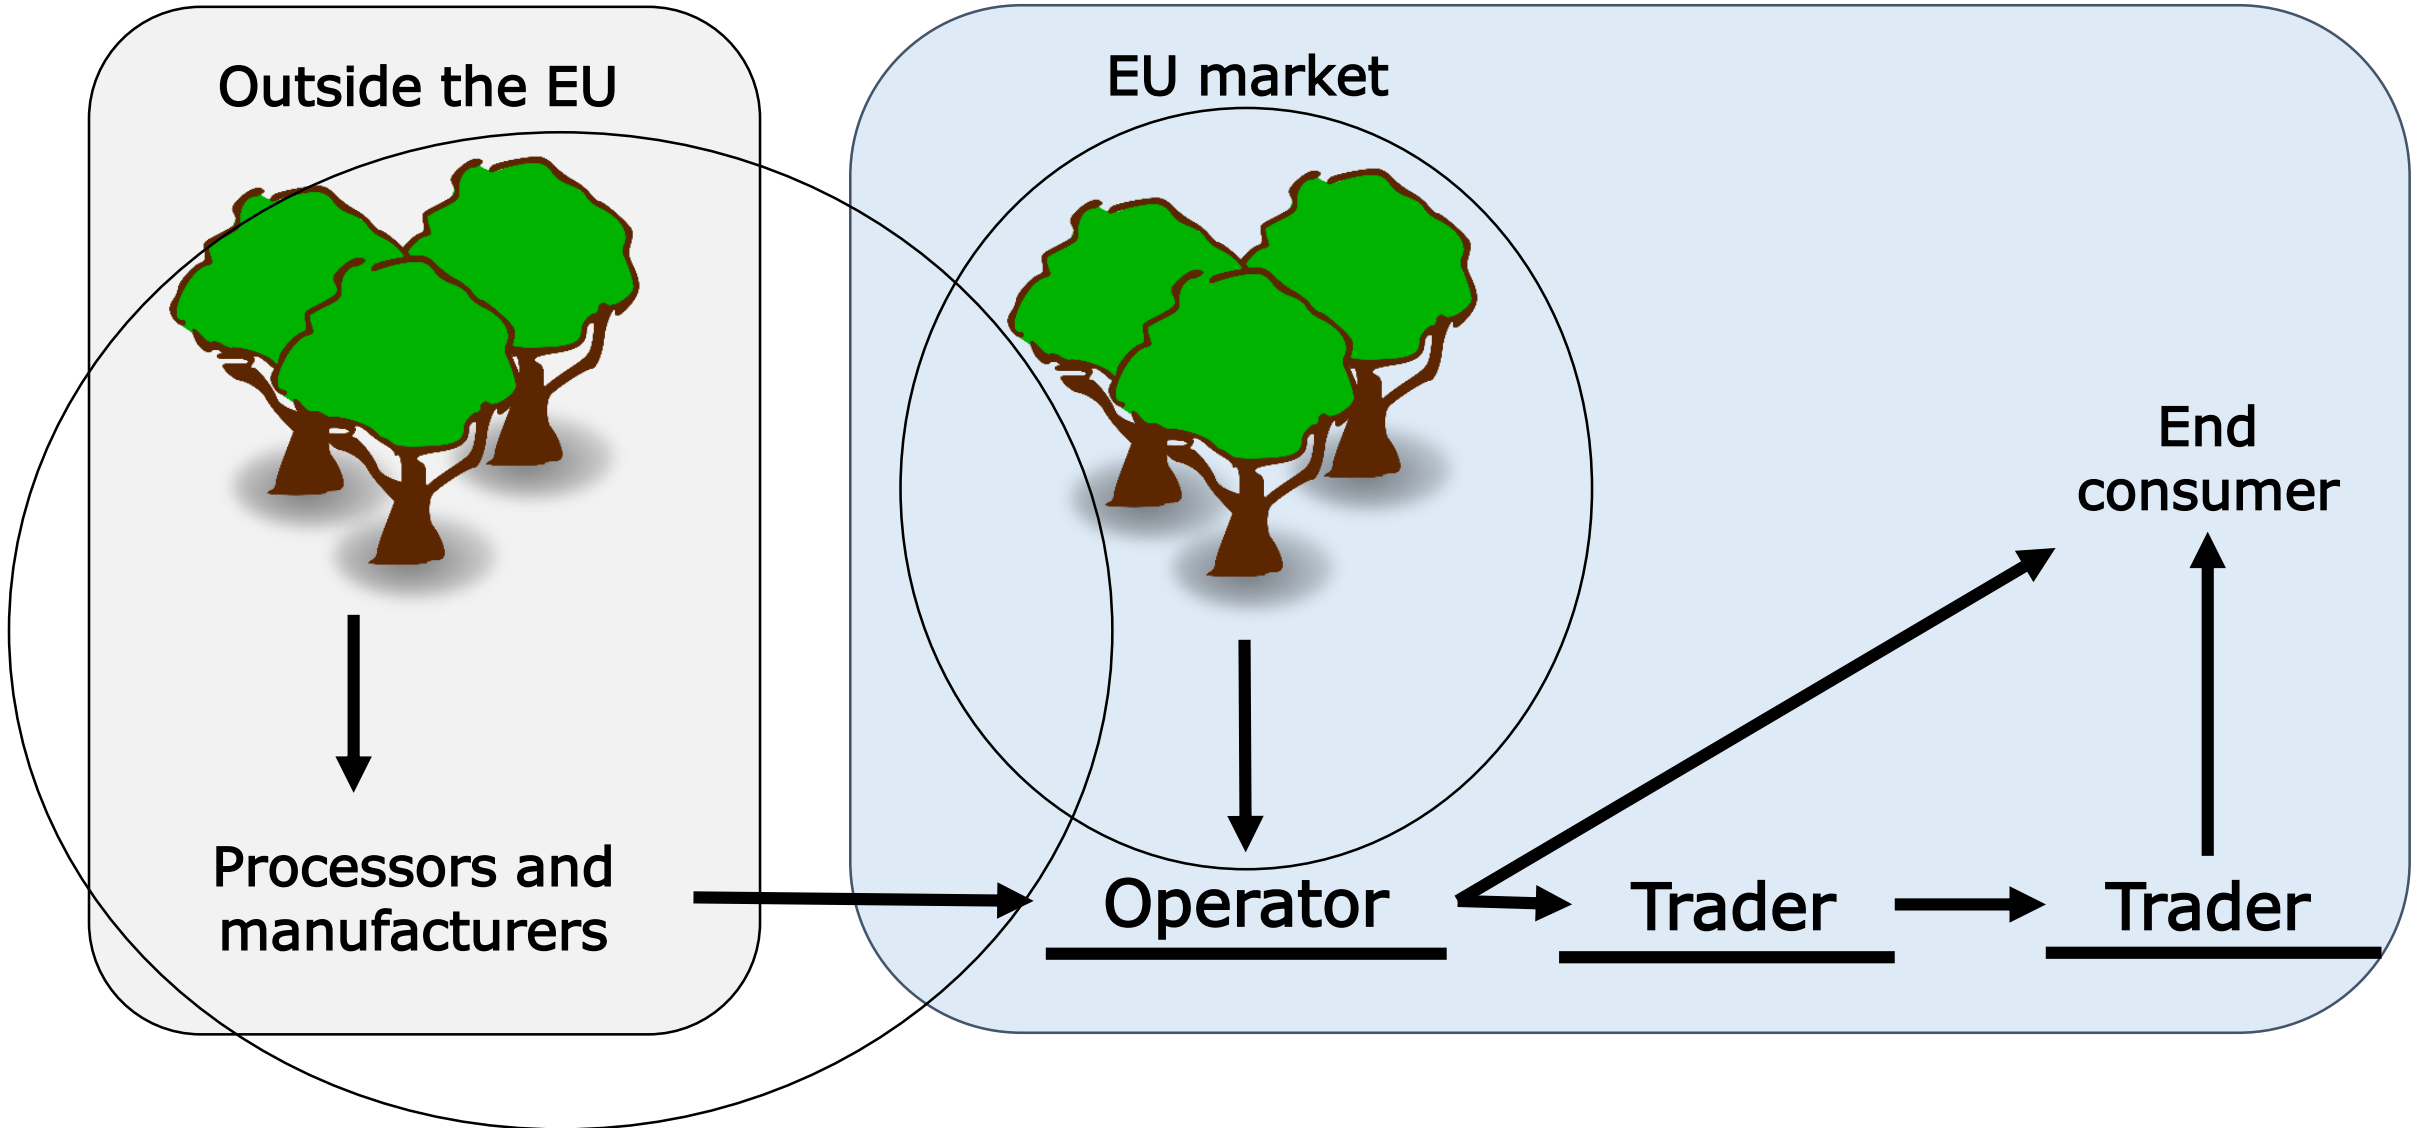 Outside the EU
EU market
End
consumer
Processors and
manufacturers
Operator
Trader
Trader